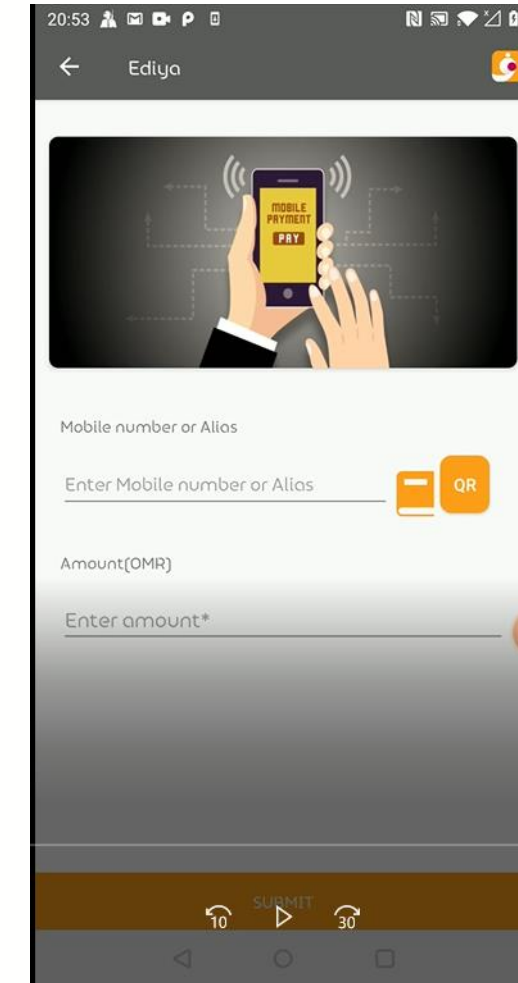 20:53
Ediya
MOBILE
PAYMENT
PAY
Mobile number or Alias
Enter Mobile number or Alias
QR
Amount(OMR)
Enter amount*
SUBMIT
10
30